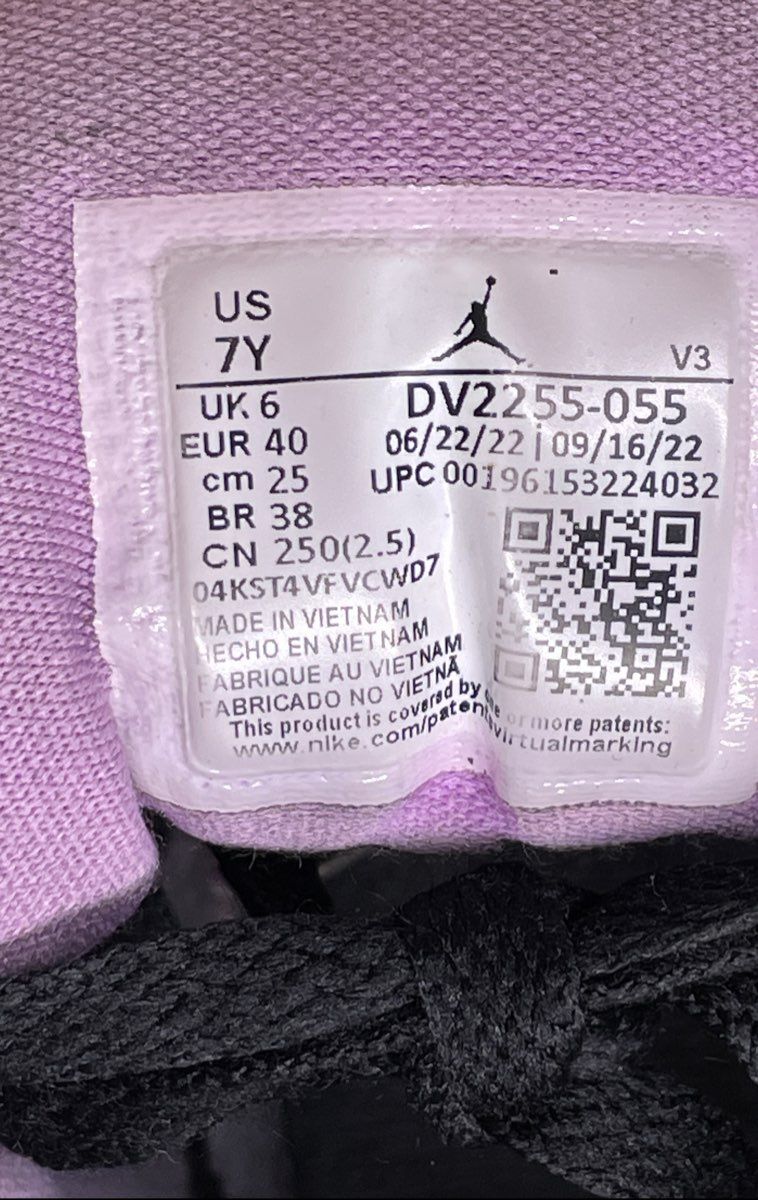 US
7Y
V3
UK 6
DV2255-055
EUR 40
06/22/22 | 09/16/22
cm 25
UPC 00196153224032
BR 38
CN 250(2.5)
04KST4VFVCWD7
MADE IN VIETNAM
HECHO EN VIETNAM
FABRIQUE AU VIETNAM
FABRICADO NO VIETNÃ
This product is covered by or more patents:
www.nike.com/patentvirtualmarking